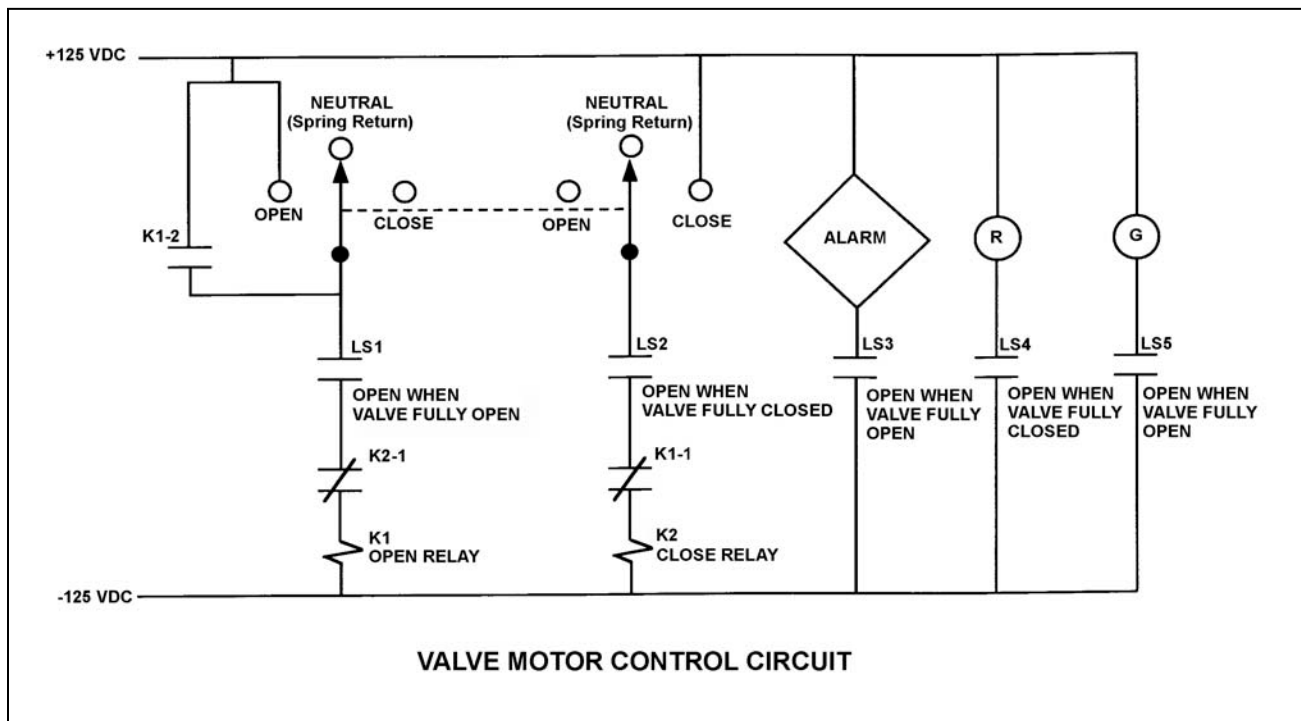 +125 VDC
NEUTRAL
(Spring Return)
NEUTRAL
(Spring Return)
OPEN
CLOSE
OPEN
CLOSE
K1-2
ALARM
R
G
LS1
OPEN WHEN
VALVE FULLY OPEN
LS2
OPEN WHEN
VALVE FULLY CLOSED
LS3
OPEN WHEN
VALVE FULLY
OPEN
LS4
OPEN WHEN
VALVE FULLY
CLOSED
LS5
OPEN WHEN
VALVE FULLY
OPEN
K2-1
K1-1
K1
OPEN RELAY
K2
CLOSE RELAY
-125 VDC
VALVE MOTOR CONTROL CIRCUIT